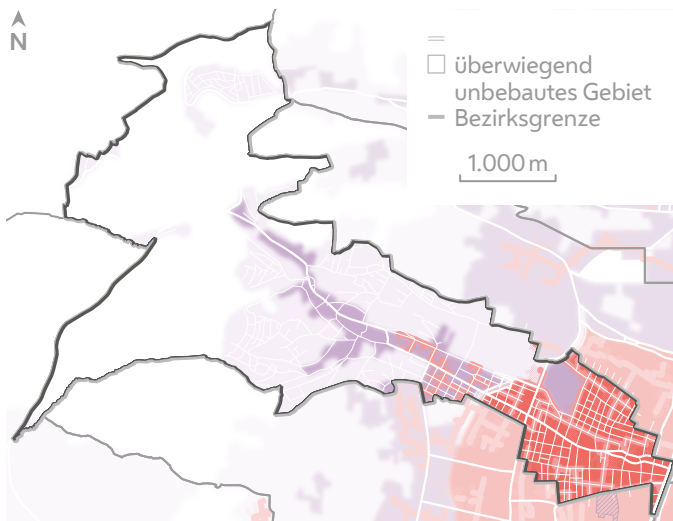 N
überwiegend
unbebautes Gebiet
Bezirksgrenze
1.000 m